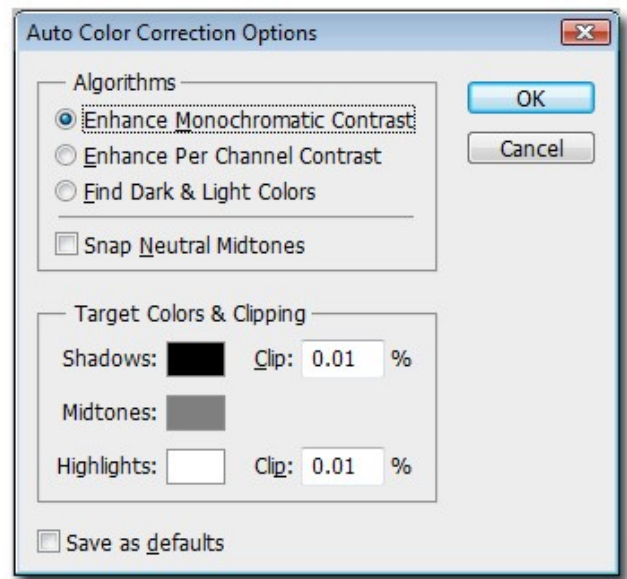 Auto Color Correction Options
Algorithms
Enhance Monochromatic Contrast
Enhance Per Channel Contrast
Find Dark & Light Colors
Snap Neutral Midtones
OK
Cancel
Target Colors & Clipping
Shadows: Clip: 0.01 %
Midtones:
Highlights: Clip: 0.01 %
Save as defaults